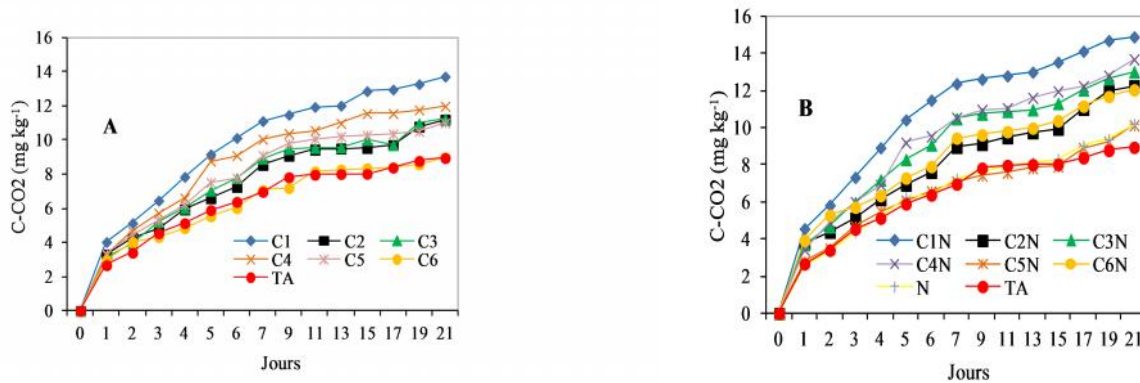 16
14
12
10
8
6
4
2
0
C-CO2 (mg kg-1)
A
C1 C2 C3
C4 C5 C6
TA
0 1 2 3 4 5 6 7 9 11 13 15 17 19 21
Jours
16
14
12
10
8
6
4
2
0
C-CO2 (mg kg-1)
B
C1N C2N C3N
C4N C5N C6N
N TA
0 1 2 3 4 5 6 7 9 11 13 15 17 19 21
Jours